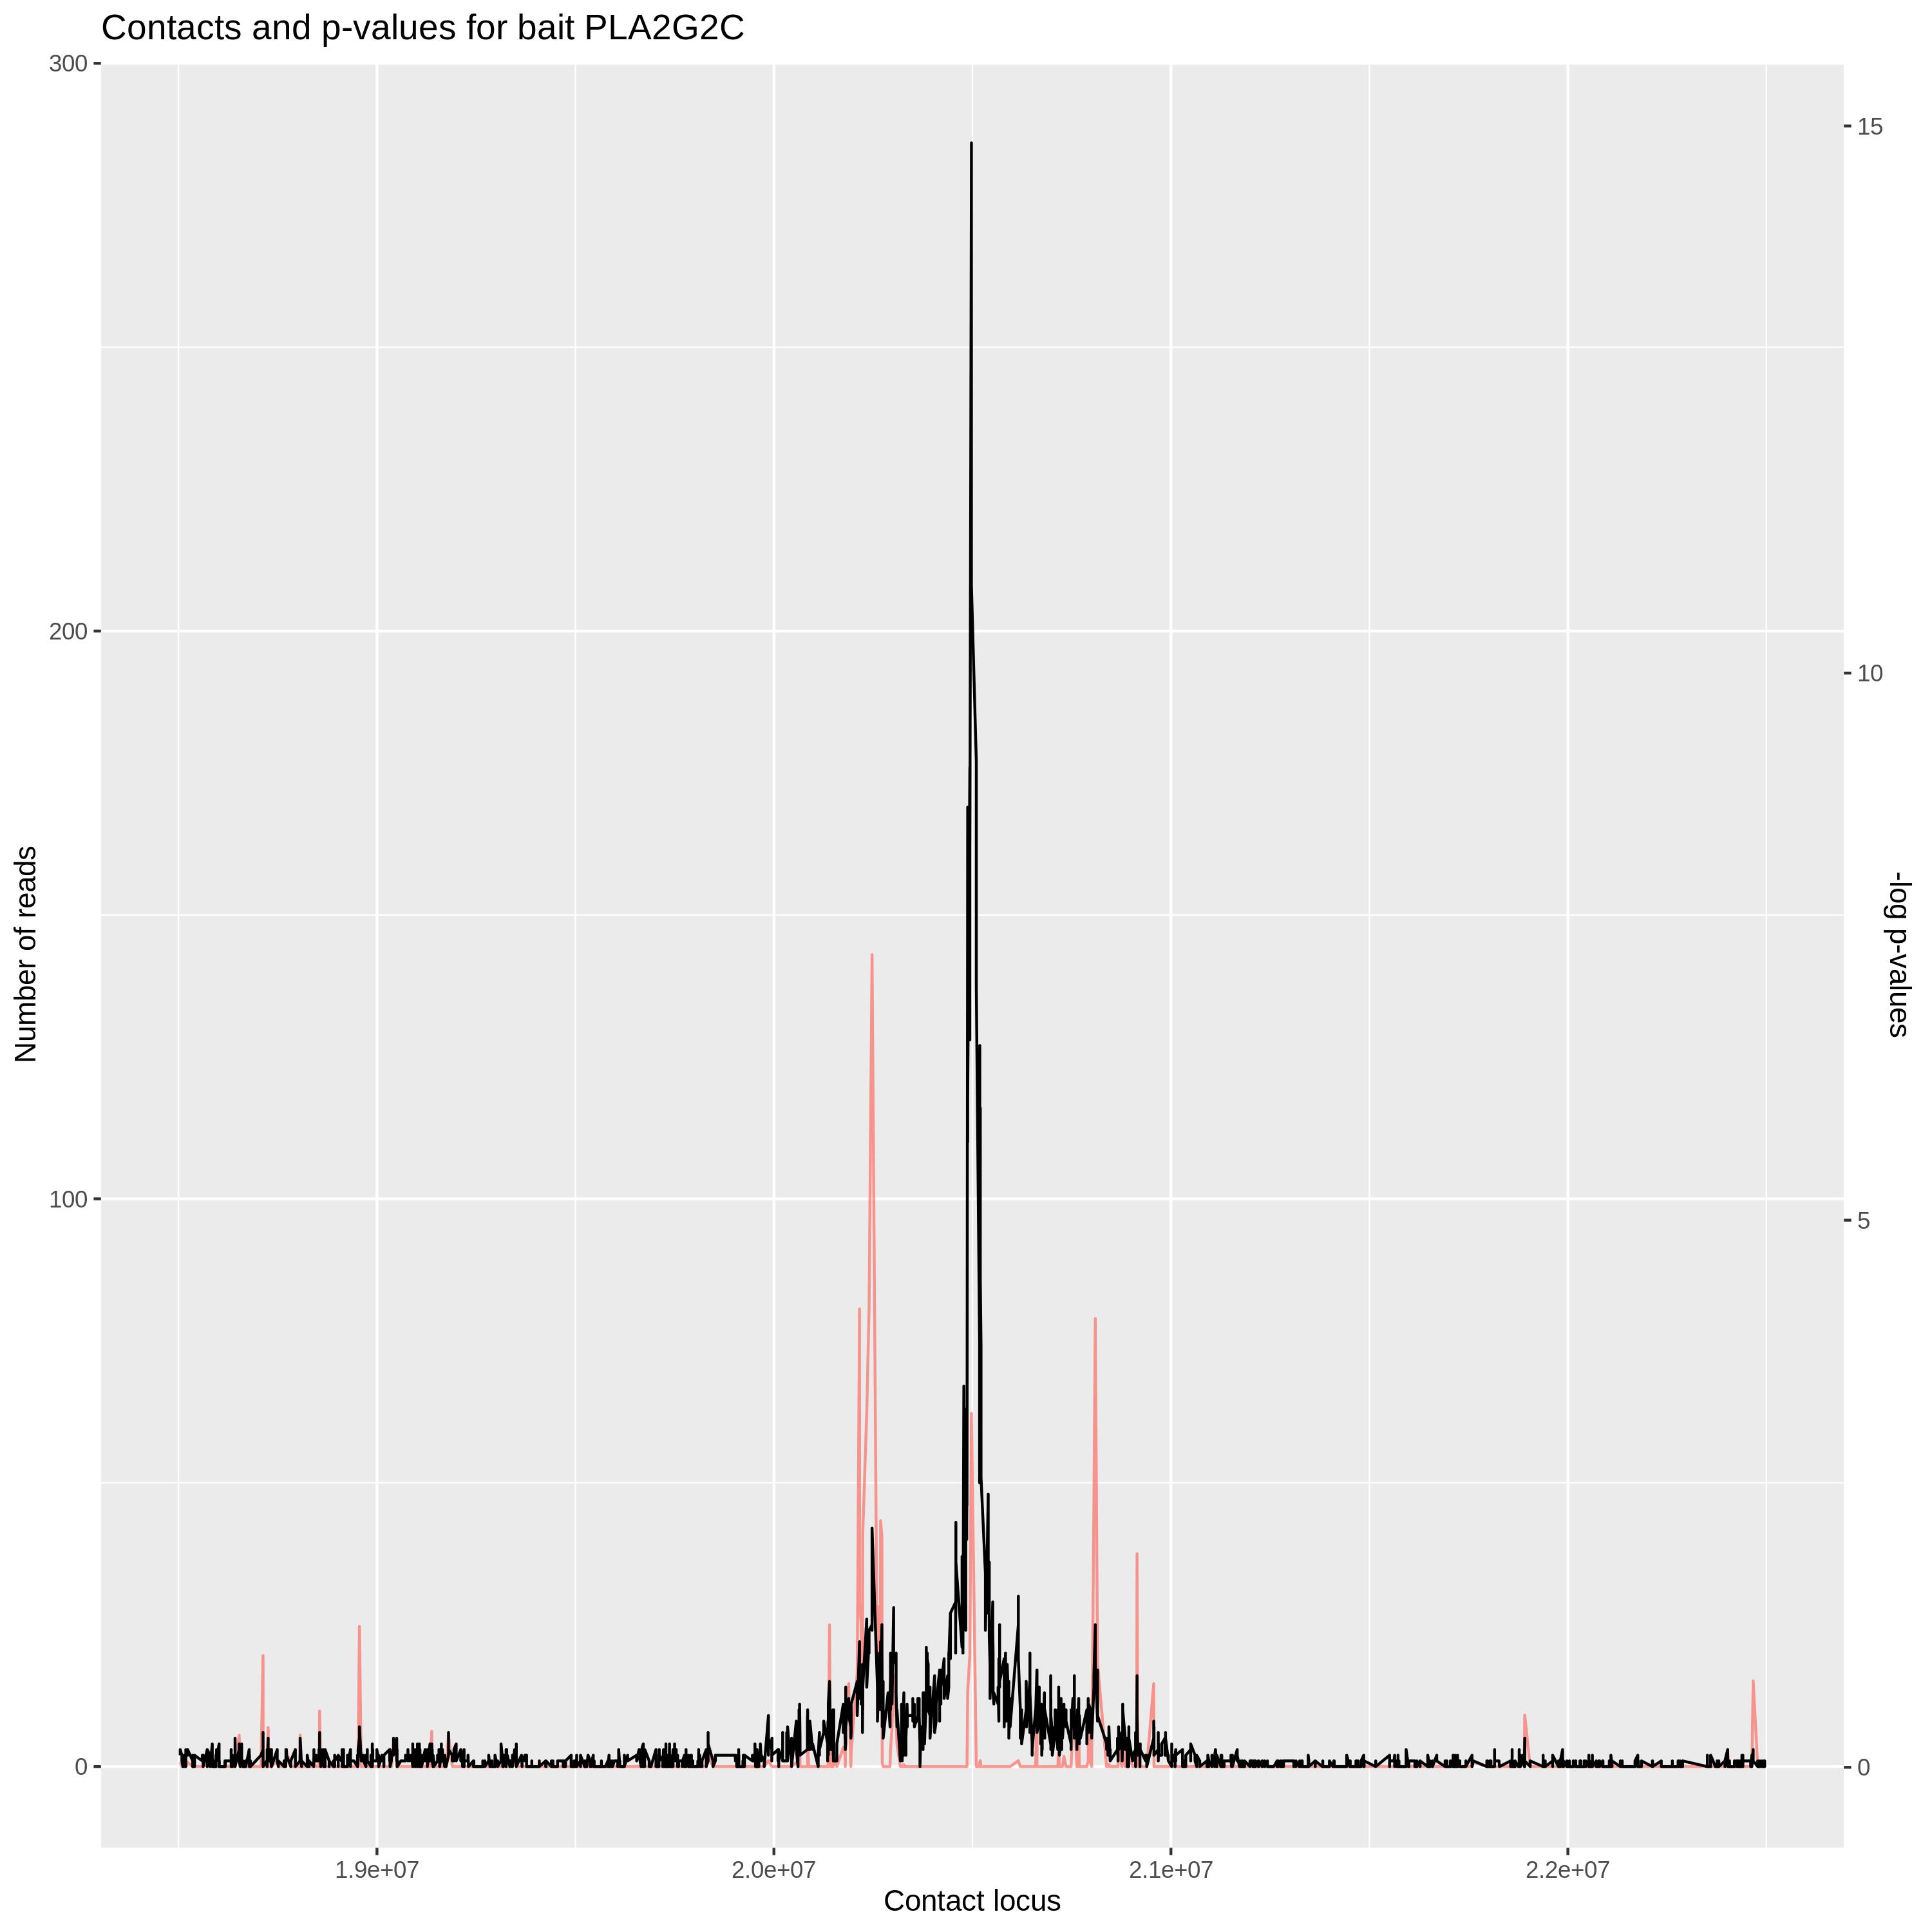 Contacts and p-values for bait PLA2G2C
300
200
100
0
Number of reads
15
10
5
0
-log p-values
1.9e+07
2.0e+07
2.1e+07
2.2e+07
Contact locus